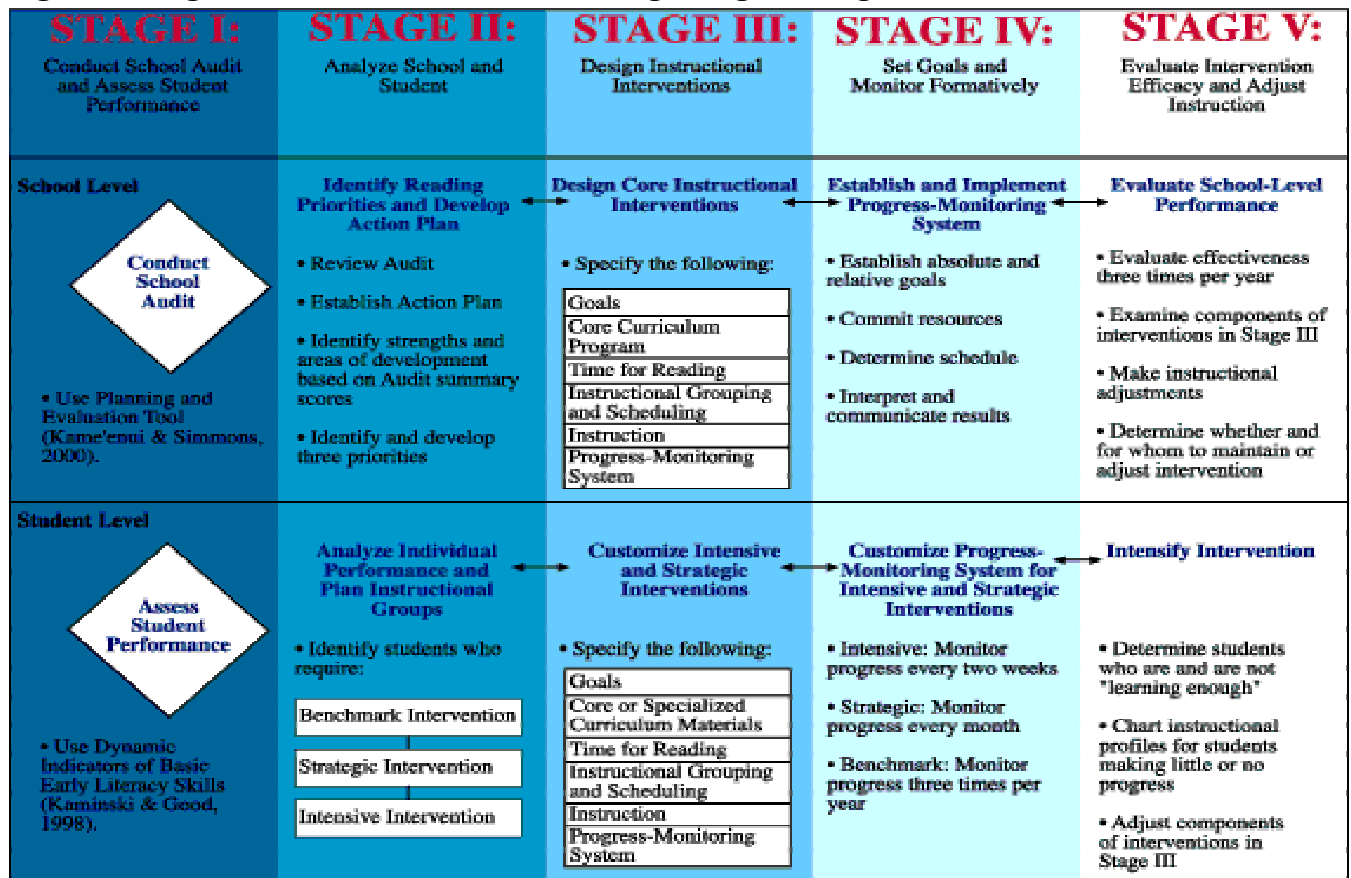 STAGE I:
Conduct School Audit
and Assess Student
Performance
STAGE II:
Analyze School and
Student
STAGE III:
Design Instructional
Interventions
STAGE IV:
Set Goals and
Monitor Formatively
STAGE V:
Evaluate Intervention
Efficacy and Adjust
Instruction
School Level
Conduct
School
Audit
• Use Planning and
Evaluation Tool
(Kame'enui & Simmons,
2000).
Identify Reading
Priorities and Develop
Action Plan
• Review Audit
• Establish Action Plan
• Identify strengths and
areas of development
based on Audit summary
scores
• Identify and develop
three priorities
Design Core Instructional
Interventions
• Specify the following:
Goals
Core Curriculum
Program
Time for Reading
Instructional Grouping
and Scheduling
Instruction
Progress-Monitoring
System
Establish and Implement
Progress-Monitoring
System
• Establish absolute and
relative goals
• Commit resources
• Determine schedule
• Interpret and
communicate results
Evaluate School-Level
Performance
• Evaluate effectiveness
three times per year
• Examine components of
interventions in Stage III
• Make instructional
adjustments
• Determine whether and
for whom to maintain or
adjust intervention
Student Level
Assess
Student
Performance
• Use Dynamic
Indicators of Basic
Early Literacy Skills
(Kaminski & Good,
1998).
Analyze Individual
Performance and
Plan Instructional
Groups
• Identify students who
require:
Benchmark Intervention
Strategic Intervention
Intensive Intervention
Customize Intensive
and Strategic
Interventions
• Specify the following:
Goals
Core or Specialized
Curriculum Materials
Time for Reading
Instructional Grouping
and Scheduling
Instruction
Progress-Monitoring
System
Customize Progress-
Monitoring System for
Intensive and Strategic
Interventions
• Intensive: Monitor
progress every two weeks
• Strategic: Monitor
progress every month
• Benchmark: Monitor
progress three times per
year
Intensify Intervention
• Determine students
who are and are not
"learning enough"
• Chart instructional
profiles for students
making little or no
progress
• Adjust components
of interventions in
Stage III